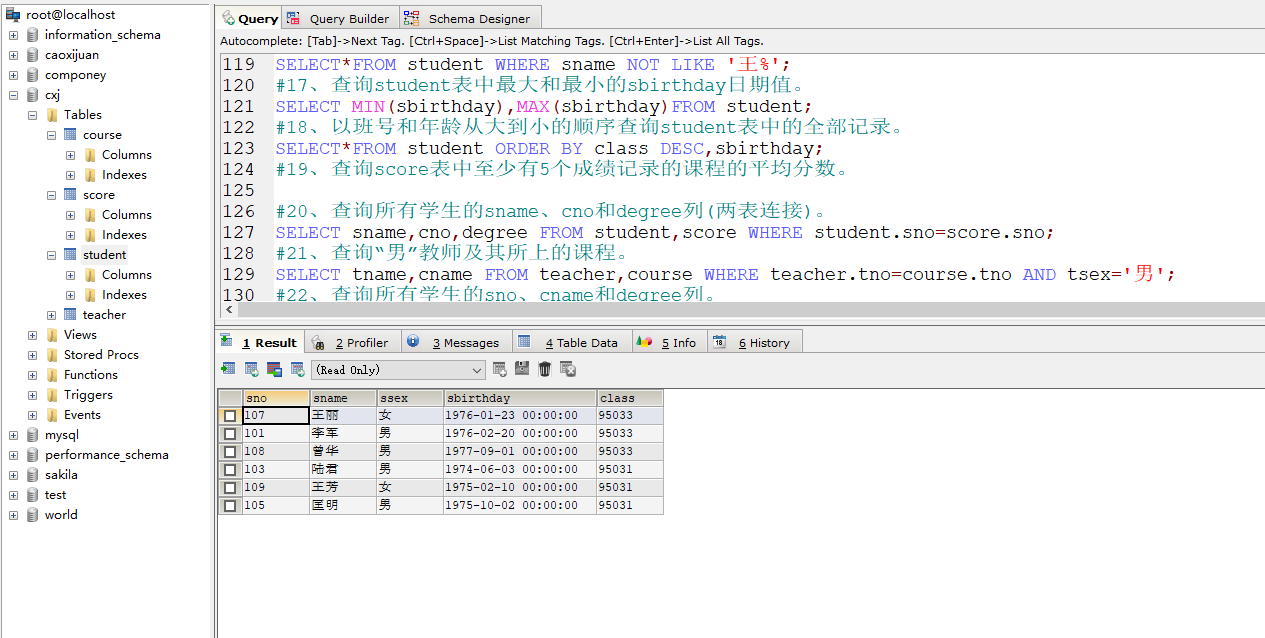 root@localhost
information_schema
caoxijuan
componey
cxj
Tables
course
Columns
Indexes
score
Columns
Indexes
student
Columns
Indexes
teacher
Views
Stored Procs
Functions
Triggers
Events
mysql
performance_schema
sakila
test
world
Query Query Builder Schema Designer
Autocomplete: [Tab]->Next Tag. [Ctrl+Space]->List Matching Tags. [Ctrl+Enter]->List All Tags.
119 SELECT*FROM student WHERE sname NOT LIKE '王%';
120 #17、查询student表中最大和最小的sbirthday日期值。
121 SELECT MIN(sbirthday),MAX(sbirthday)FROM student;
122 #18、以班号和年龄从大到小的顺序查询student表中的全部记录。
123 SELECT*FROM student ORDER BY class DESC,sbirthday;
124 #19、查询score表中至少有5个成绩记录的课程的平均分数。
125
126 #20、查询所有学生的sname、cno和degree列(两表连接)。
127 SELECT sname,cno,degree FROM student,score WHERE student.sno=score.sno;
128 #21、查询“男”教师及其所上的课程。
129 SELECT tname,cname FROM teacher,course WHERE teacher.tno=course.tno AND tsex='男';
130 #22、查询所有学生的sno、cname和degree列。
1 Result 2 Profiler 3 Messages 4 Table Data 5 Info 6 History
(Read Only)
sno sname ssex sbirthday class
107 王丽 女 1976-01-23 00:00:00 95033
101 李军 男 1976-02-20 00:00:00 95033
108 曾华 男 1977-09-01 00:00:00 95033
103 陆君 男 1974-06-03 00:00:00 95031
109 王芳 女 1975-02-10 00:00:00 95031
105 匡明 男 1975-10-02 00:00:00 95031